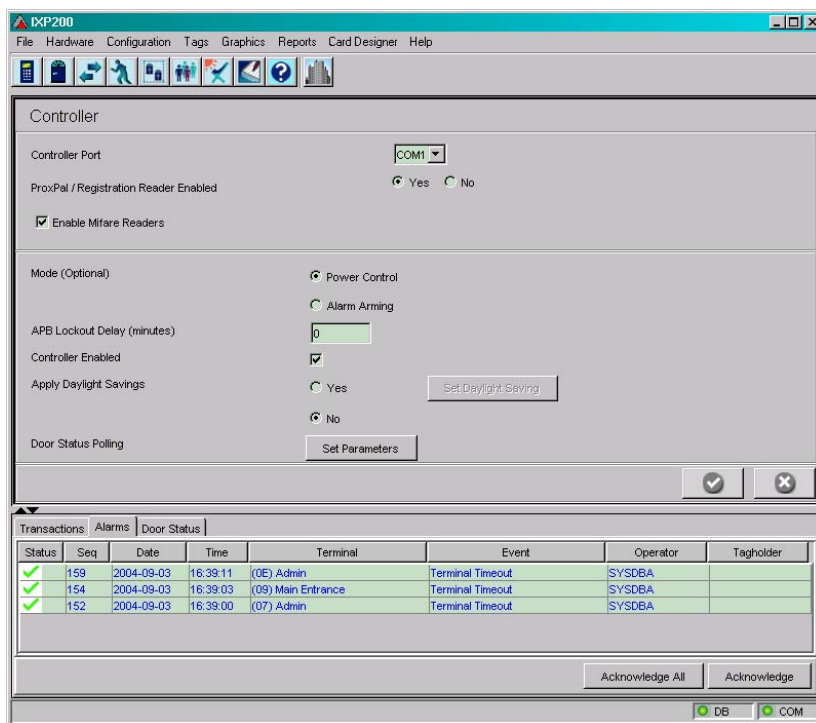 IXP200
File Hardware Configuration Tags Graphics Reports Card Designer Help
Controller
Controller Port COM1
ProxPal / Registration Reader Enabled Yes No
Enable Mifare Readers
Mode (Optional) Power Control
Alarm Arming
APB Lockout Delay (minutes) 0
Controller Enabled
Apply Daylight Savings Yes Set Daylight Saving
No
Door Status Polling Set Parameters
Transactions Alarms Door Status
Status Seq Date Time Terminal Event Operator Tagholder
159 2004-09-03 16:39:11 (0E) Admin Terminal Timeout SYSDBA
154 2004-09-03 16:39:03 (09) Main Entrance Terminal Timeout SYSDBA
152 2004-09-03 16:39:00 (07) Admin Terminal Timeout SYSDBA
Acknowledge All Acknowledge
DB COM